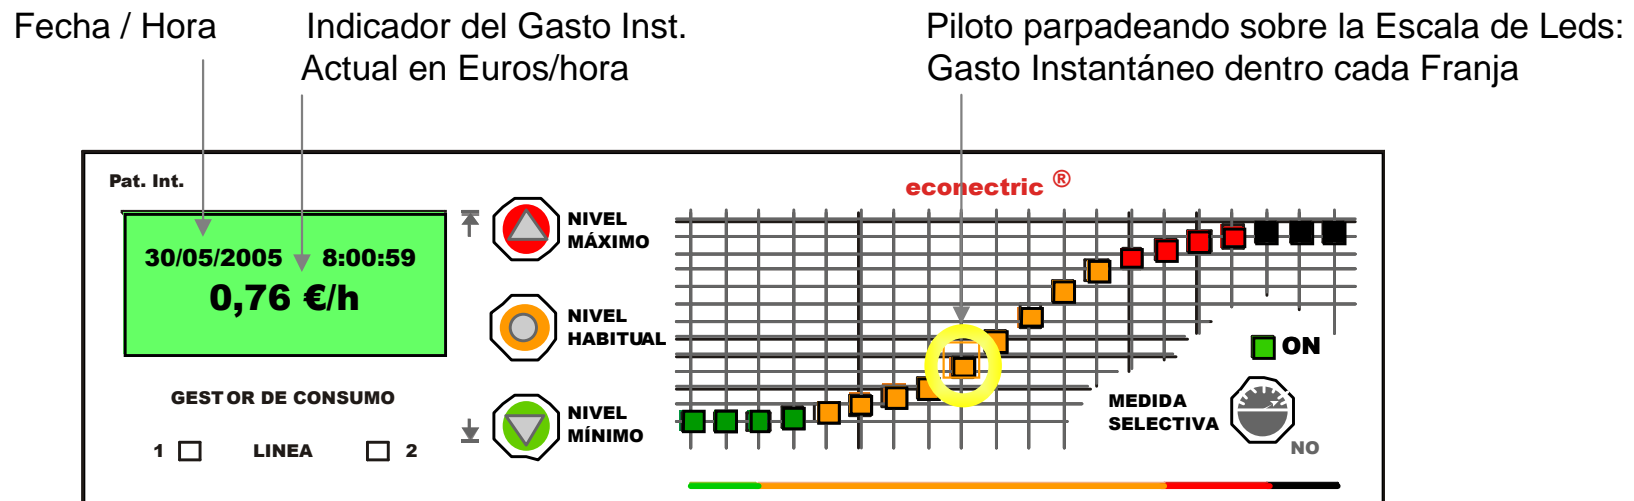 Fecha / Hora
Indicador del Gasto Inst.
Actual en Euros/hora
Piloto parpadeando sobre la Escala de Leds:
Gasto Instantáneo dentro cada Franja
Pat. Int.
econectric ®
30/05/2005 8:00:59
0,76 €/h
NIVEL
MÁXIMO
NIVEL
HABITUAL
ON
GESTOR DE CONSUMO
1 LINEA 2
NIVEL
MÍNIMO
MEDIDA
SELECTIVA
NO